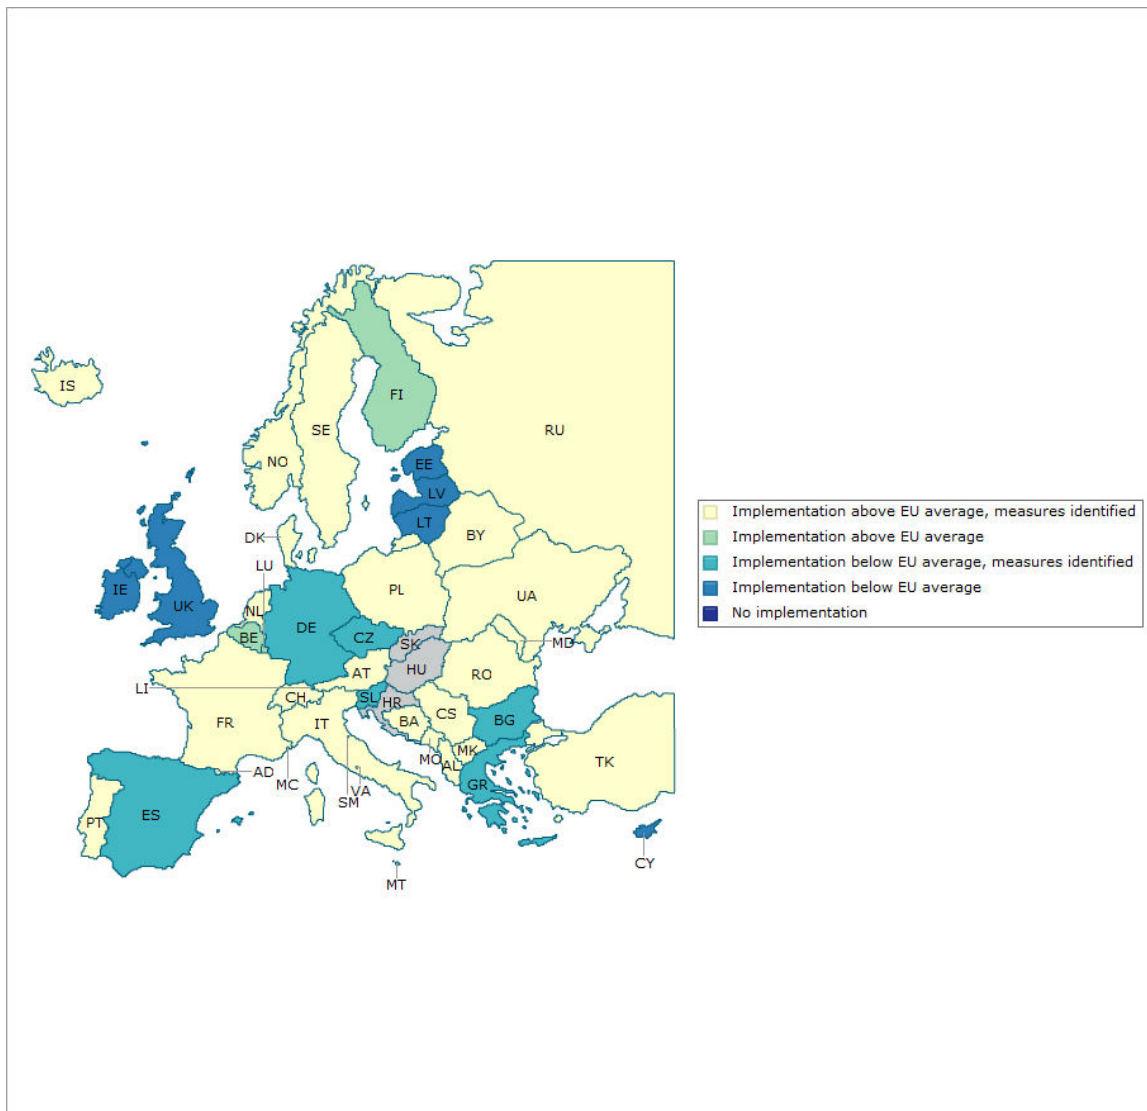 IS
FI
SE
RU
NO
EE
LV
LT
DK
BY
LU
IE
UK
NL
PL
UA
BE
DE
CZ
SK
MD
HU
AT
RO
LI
CH
SL
HR
FR
IT
BA
CS
BG
MO
MK
AL
TK
AD
MC
SM
VA
GR
ES
PT
CY
MT
Implementation above EU average, measures identified
Implementation above EU average
Implementation below EU average, measures identified
Implementation below EU average
No implementation